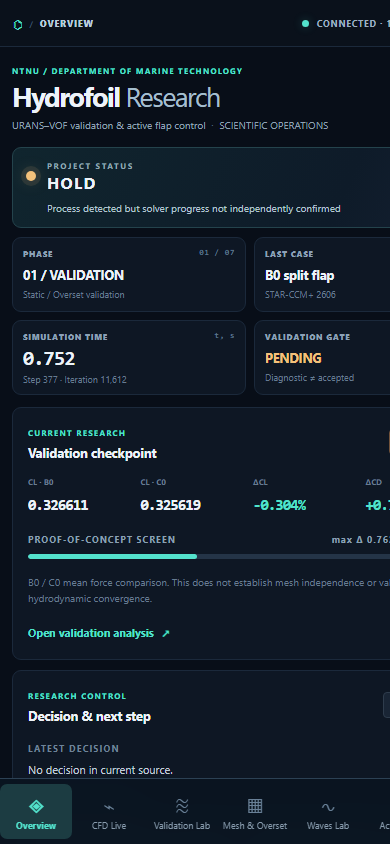 / OVERVIEW
CONNECTED ·
NTNU / DEPARTMENT OF MARINE TECHNOLOGY
Hydrofoil Research
URANS–VOF validation & active flap control · SCIENTIFIC OPERATIONS
PROJECT STATUS
HOLD
Process detected but solver progress not independently confirmed
PHASE
01 / 07
01 / VALIDATION
Static / Overset validation
LAST CASE
B0 split flap
STAR-CCM+ 2606
SIMULATION TIME
t, s
0.752
Step 377 · Iteration 11,612
VALIDATION GATE
PENDING
Diagnostic ≠ accepted
CURRENT RESEARCH
Validation checkpoint
CL · B0
CL · C0
ΔCL
ΔCD
0.326611
0.325619
-0.304%
PROOF-OF-CONCEPT SCREEN
max Δ
B0 / C0 mean force comparison. This does not establish mesh independence or
hydrodynamic convergence.
Open validation analysis ↗
RESEARCH CONTROL
Decision & next step
LATEST DECISION
No decision in current source.
Overview
CFD Live
Validation Lab
Mesh & Overset
Waves Lab